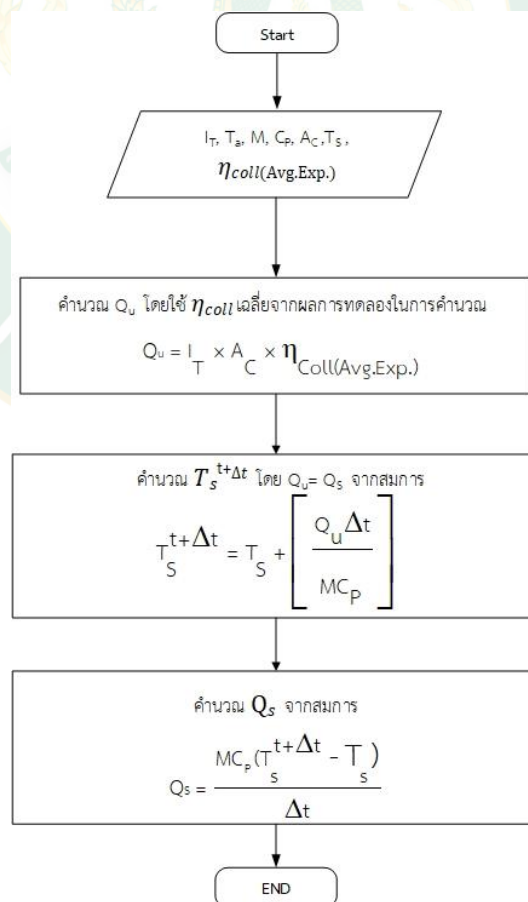 Start
I_T, T_a, M, C_P, A_C, T_S,
η_coll(Avg.Exp.)
คำนวณ Q_u โดยใช้ η_coll เฉลี่ยจากผลการทดลองในการคำนวณ
Q_u = I_T × A_C × η_Coll(Avg.Exp.)
คำนวณ T_s^t+Δt โดย Q_u= Q_s จากสมการ
T_S^t+Δt = T_S + [Q_u Δt / MC_P]
คำนวณ Q_s จากสมการ
Q_s = MC_P (T_s^t+Δt - T_s) / Δt
END